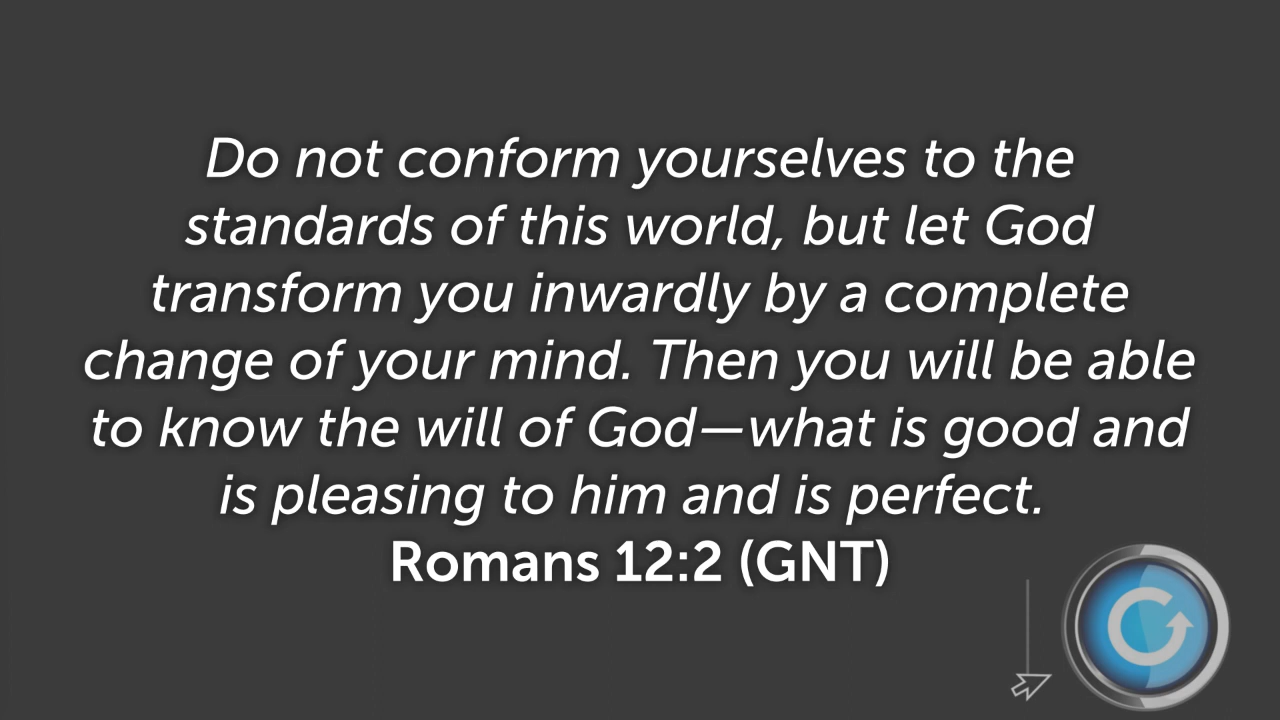 Do not conform yourselves to the
standards of this world, but let God
transform you inwardly by a complete
change of your mind. Then you will be able
to know the will of God—what is good and
is pleasing to him and is perfect.
Romans 12:2 (GNT)